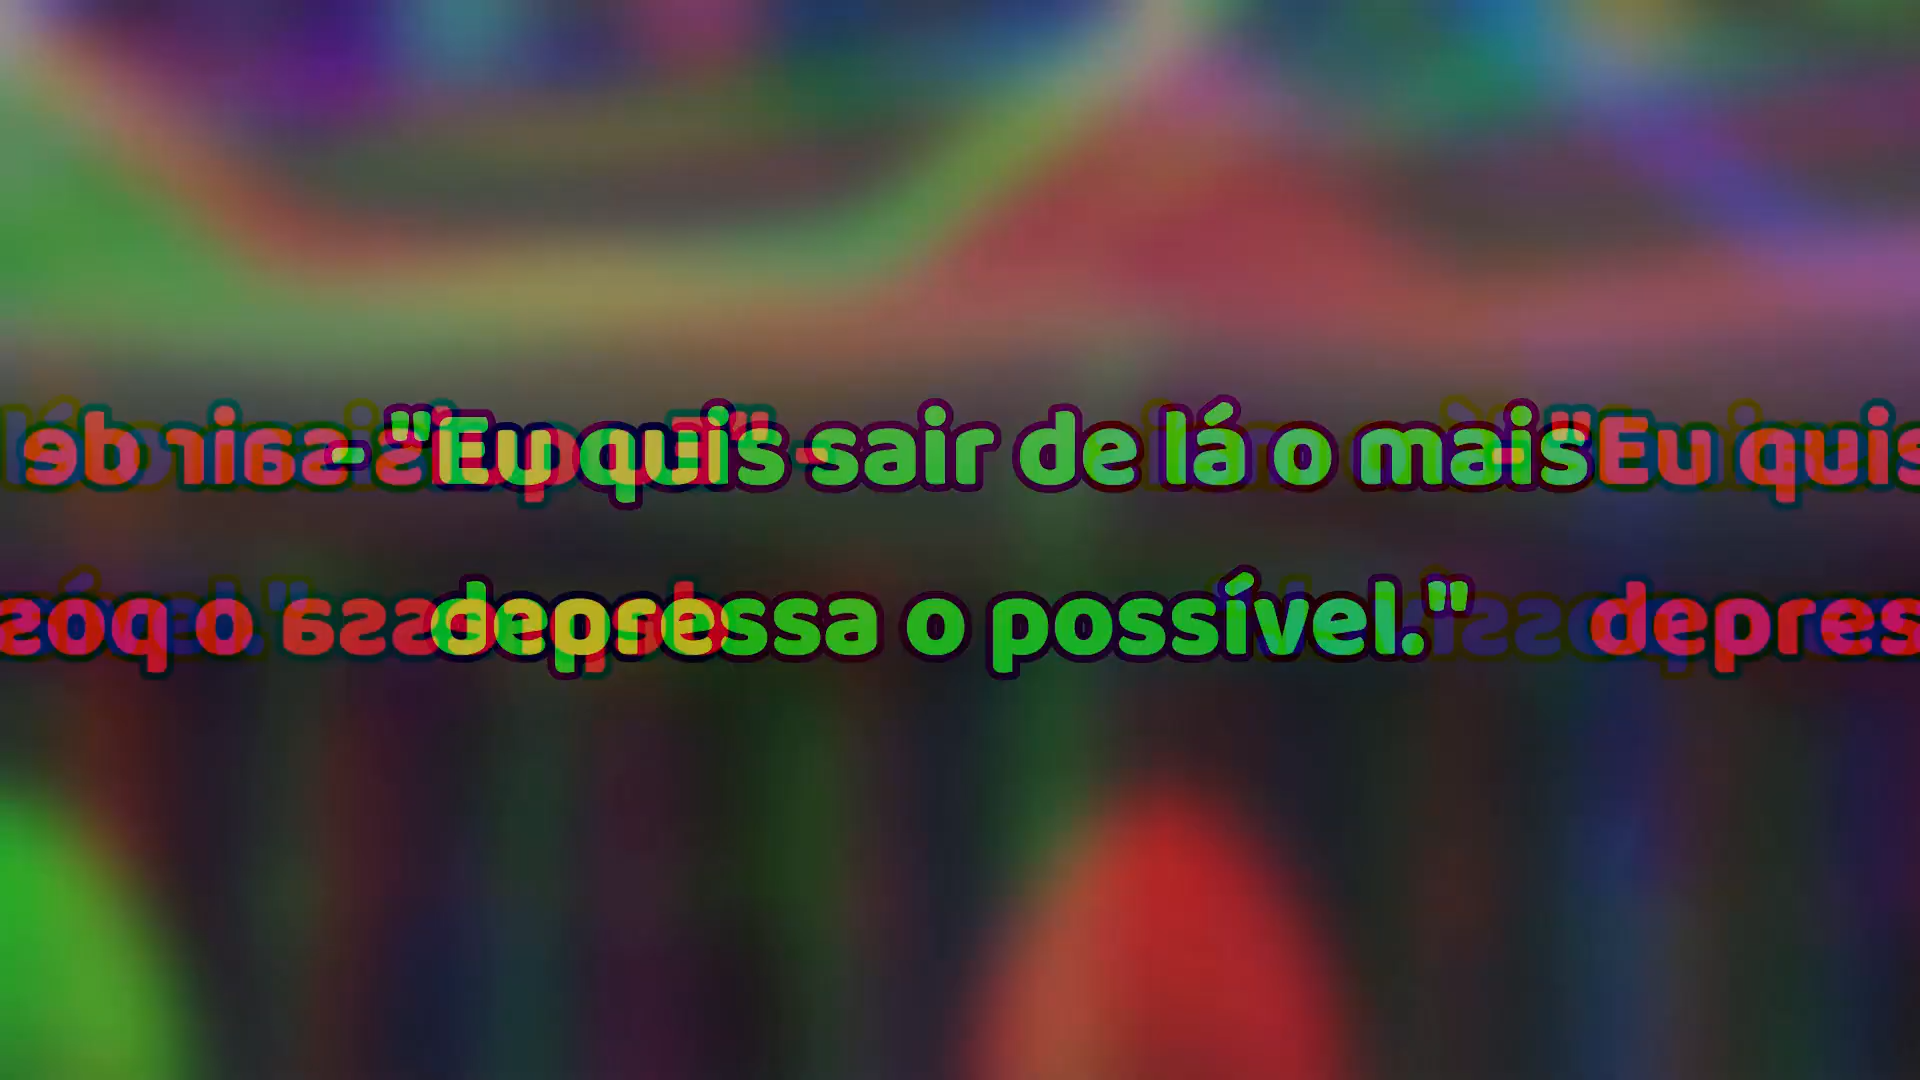 - "Eu quis sair de lá o mais
depressa o possível."